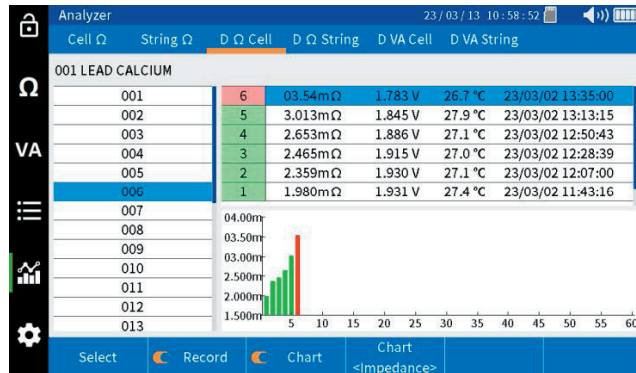 Analyzer 23/03/13 10:58:52
Cell Ω String Ω D Ω Cell D Ω String D VA Cell D VA String
001 LEAD CALCIUM
Ω
VA
001
002
003
004
005
006
007
008
009
010
011
012
013
6 03.54mΩ 1.783 V 26.7 °C 23/03/02 13:35:00
5 3.013mΩ 1.845 V 27.9 °C 23/03/02 13:13:15
4 2.653mΩ 1.886 V 27.1 °C 23/03/02 12:50:43
3 2.465mΩ 1.915 V 27.0 °C 23/03/02 12:28:39
2 2.359mΩ 1.930 V 27.1 °C 23/03/02 12:07:00
1 1.980mΩ 1.931 V 27.4 °C 23/03/02 11:43:16
04.00m
03.50m
03.00m
2.500m
2.000m
1.500m
5 10 15 20 25 30 35 40 45 50 55 60
Select Record Chart Chart
<Impedance>